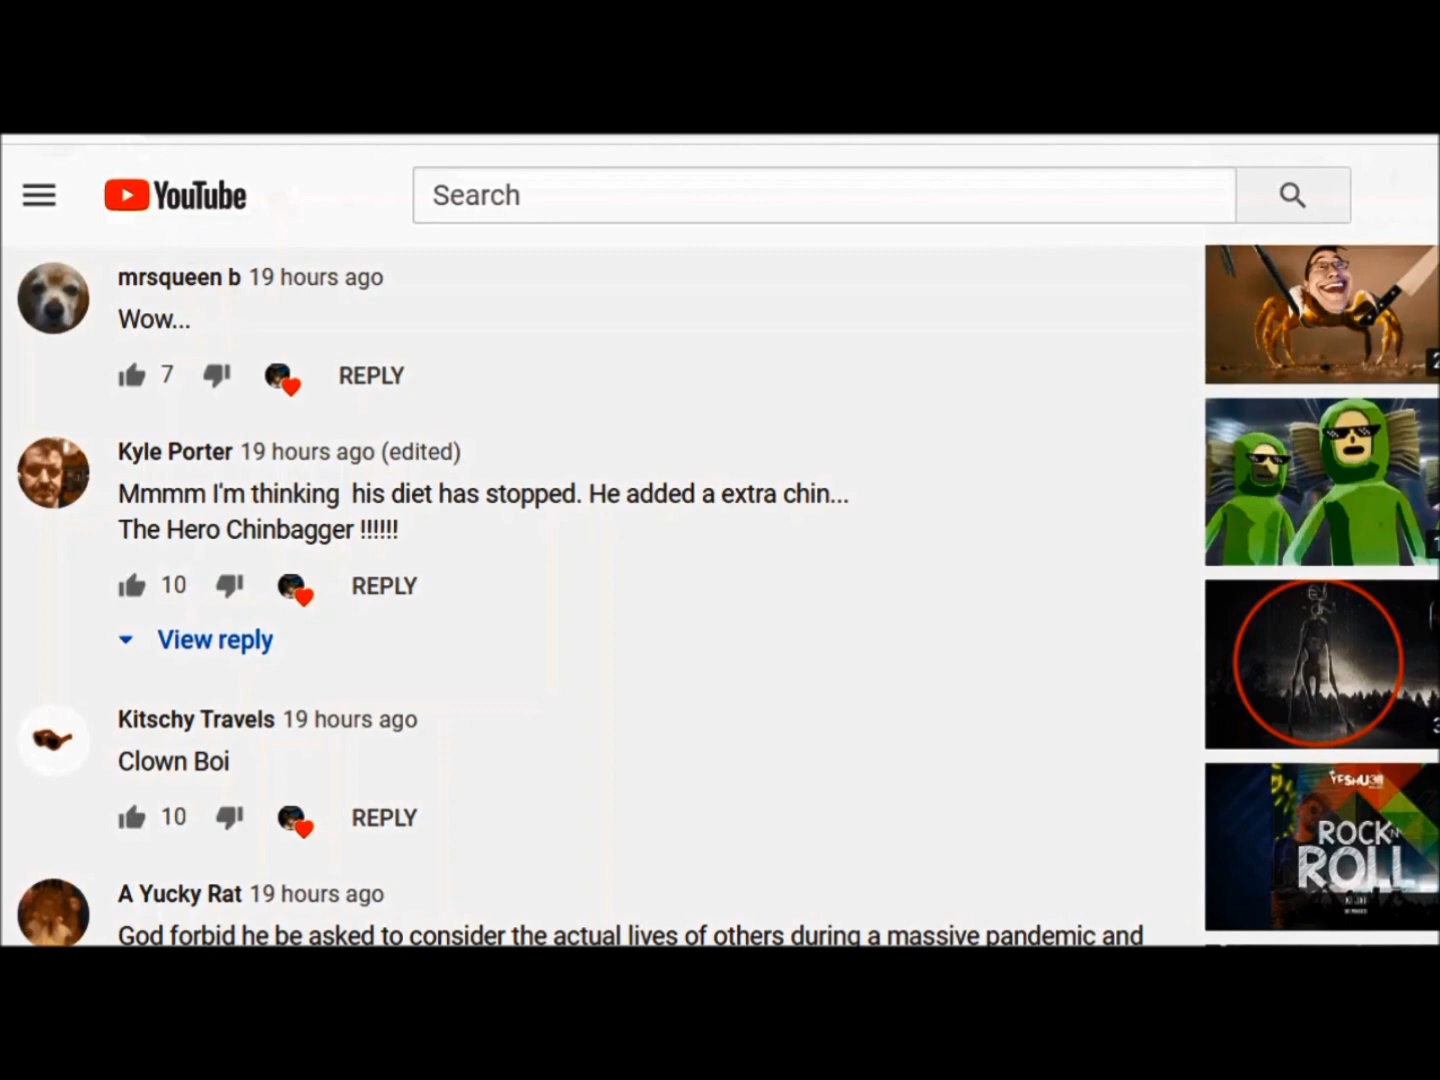 YouTube
Search
mrsqueen b 19 hours ago
Wow...
7 REPLY
Kyle Porter 19 hours ago (edited)
Mmmm I'm thinking  his diet has stopped. He added a extra chin...
The Hero Chinbagger !!!!!!
10 REPLY
View reply
Kitschy Travels 19 hours ago
Clown Boi
10 REPLY
A Yucky Rat 19 hours ago
God forbid he be asked to consider the actual lives of others during a massive pandemic and
ROCK N
ROLL